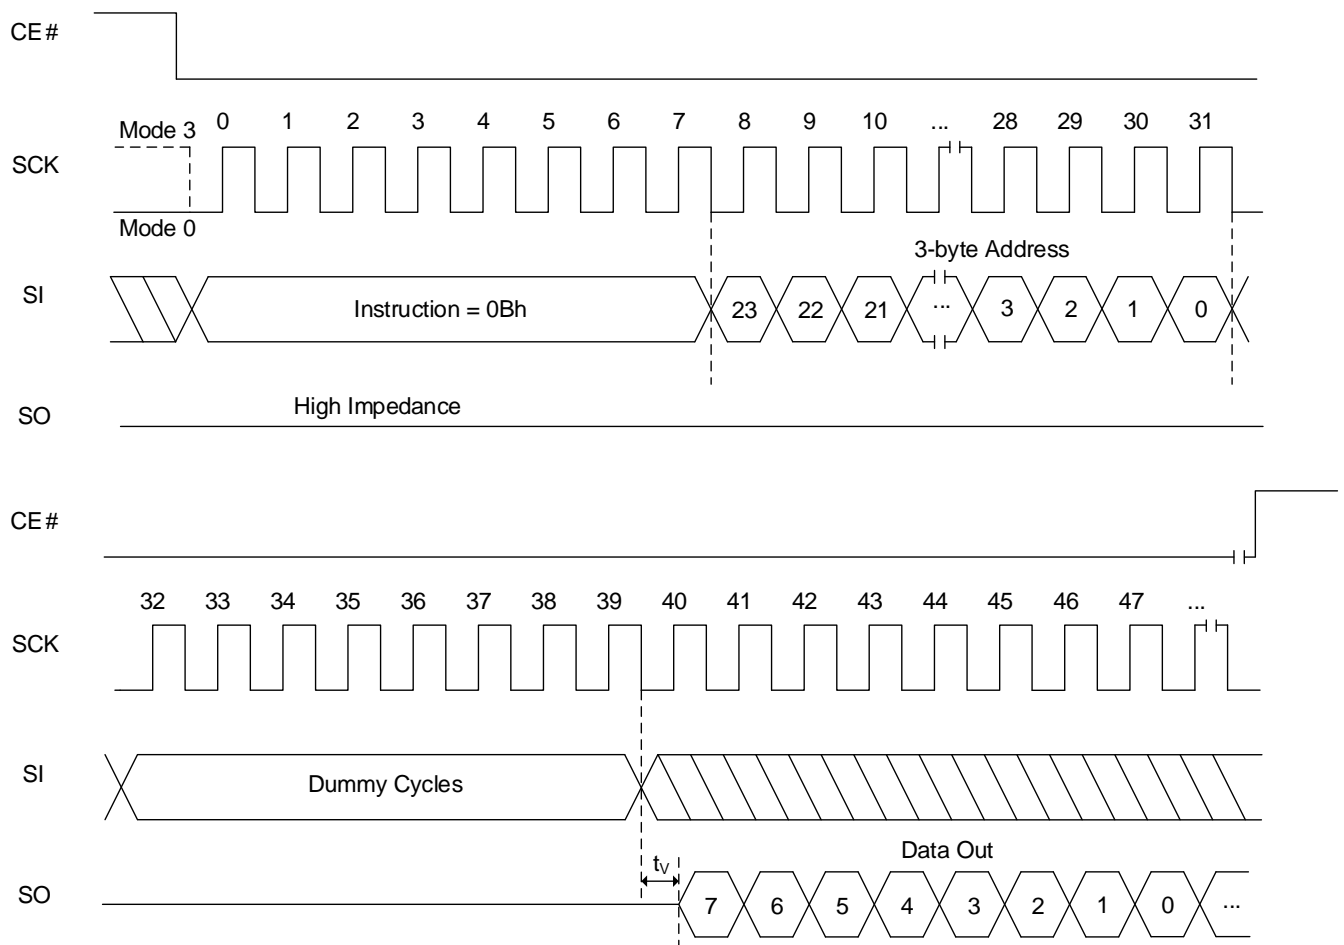 CE#
Mode 3 0 1 2 3 4 5 6 7 8 9 10 ... 28 29 30 31
SCK
Mode 0
3-byte Address
SI Instruction = 0Bh 23 22 21 ... 3 2 1 0
High Impedance
SO
CE#
32 33 34 35 36 37 38 39 40 41 42 43 44 45 46 47 ...
SCK
SI Dummy Cycles
Data Out
tV
SO 7 6 5 4 3 2 1 0 ...